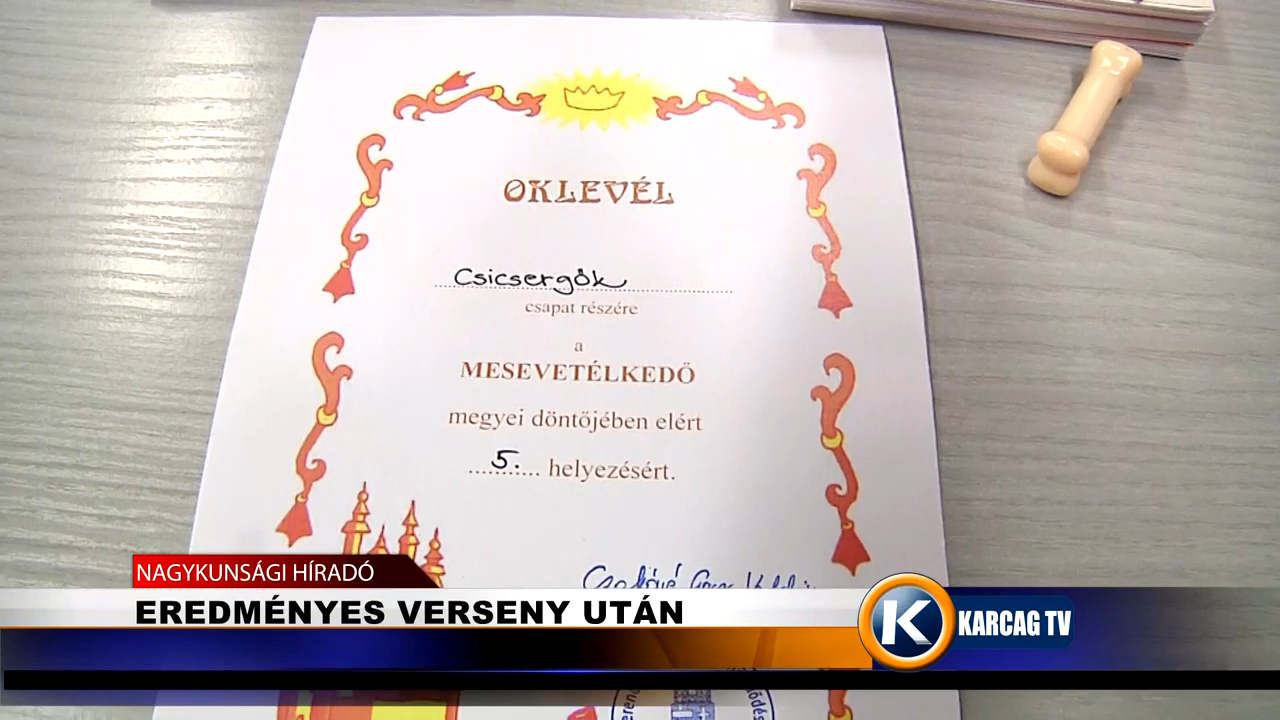 OKLEVÉL
Csicsergők
csapat részére
a
MESEVETÉLKEDŐ
megyei döntőjében elért
5. helyezésért.
NAGYKUNSÁGI HÍRADÓ
EREDMÉNYES VERSENY UTÁN
K KARCAG TV